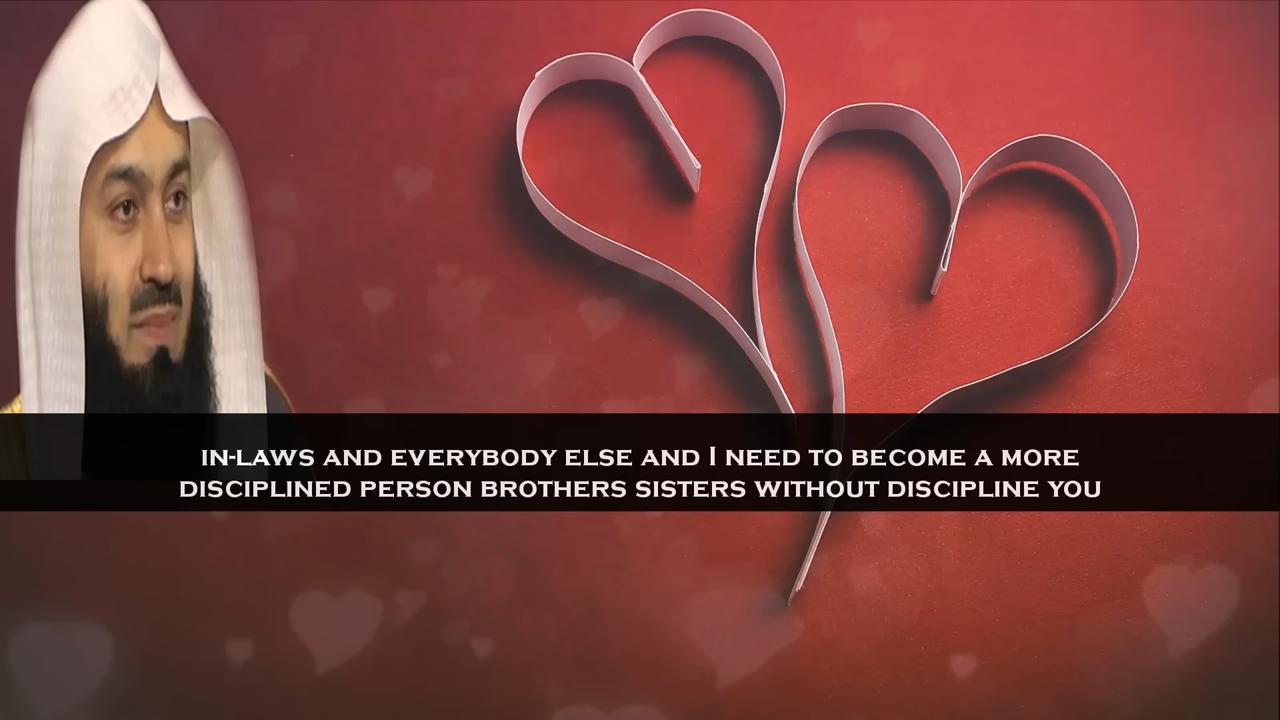 IN-LAWS AND EVERYBODY ELSE AND I NEED TO BECOME A MORE
DISCIPLINED PERSON BROTHERS SISTERS WITHOUT DISCIPLINE YOU